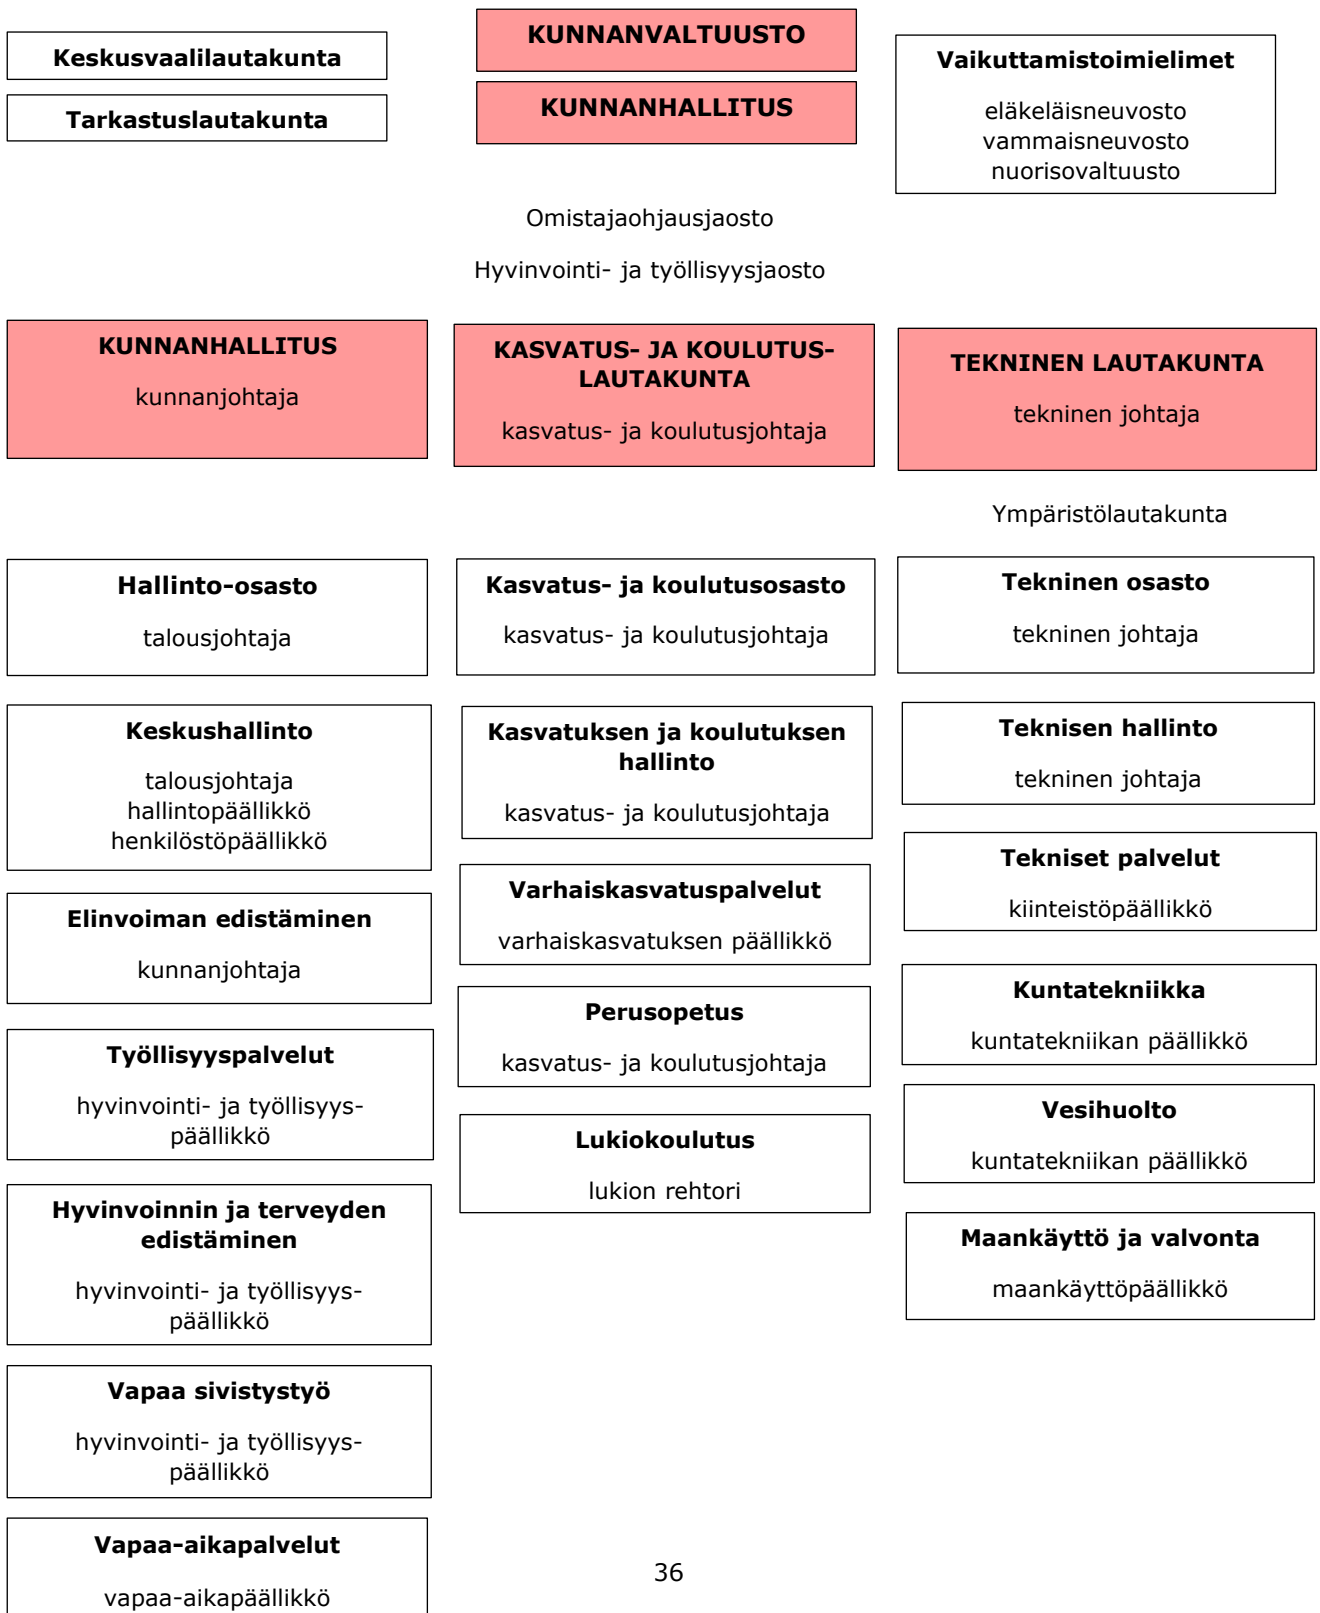 Keskusvaalilautakunta
Tarkastuslautakunta
KUNNANVALTUUSTO
KUNNANHALLITUS
Vaikuttamistoimielimet
eläkeläisneuvosto
vammaisneuvosto
nuorisovaltuusto
Omistajaohjausjaosto
Hyvinvointi- ja työllisyysjaosto
KUNNANHALLITUS
kunnanjohtaja
KASVATUS- JA KOULUTUS-
LAUTAKUNTA
kasvatus- ja koulutusjohtaja
TEKNINEN LAUTAKUNTA
tekninen johtaja
Ympäristölautakunta
Hallinto-osasto
talousjohtaja
Keskushallinto
talousjohtaja
hallintopäällikkö
henkilöstöpäällikkö
Elinvoiman edistäminen
kunnanjohtaja
Työllisyyspalvelut
hyvinvointi- ja työllisyys-
päällikkö
Hyvinvoinnin ja terveyden
edistäminen
hyvinvointi- ja työllisyys-
päällikkö
Vapaa sivistystyö
hyvinvointi- ja työllisyys-
päällikkö
Vapaa-aikapalvelut
vapaa-aikapäällikkö
Kasvatus- ja koulutusosasto
kasvatus- ja koulutusjohtaja
Kasvatuksen ja koulutuksen
hallinto
kasvatus- ja koulutusjohtaja
Varhaiskasvatuspalvelut
varhaiskasvatuksen päällikkö
Perusopetus
kasvatus- ja koulutusjohtaja
Lukiokoulutus
lukion rehtori
Tekninen osasto
tekninen johtaja
Teknisen hallinto
tekninen johtaja
Tekniset palvelut
kiinteistöpäällikkö
Kuntatekniikka
kuntatekniikan päällikkö
Vesihuolto
kuntatekniikan päällikkö
Maankäyttö ja valvonta
maankäyttöpäällikkö
36